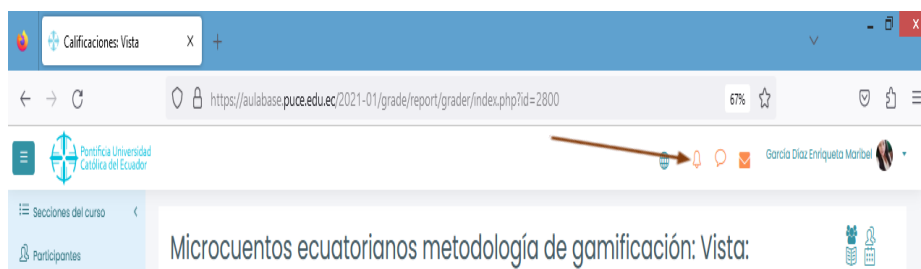 Calificaciones: Vista
https://aulabase.puce.edu.ec/2021-01/grade/report/grader/index.php?id=2800
67%
Pontificia Universidad
Católica del Ecuador
García Díaz Enriqueta Maribel
Secciones del curso
Participantes
Microcuentos ecuatorianos metodología de gamificación: Vista: